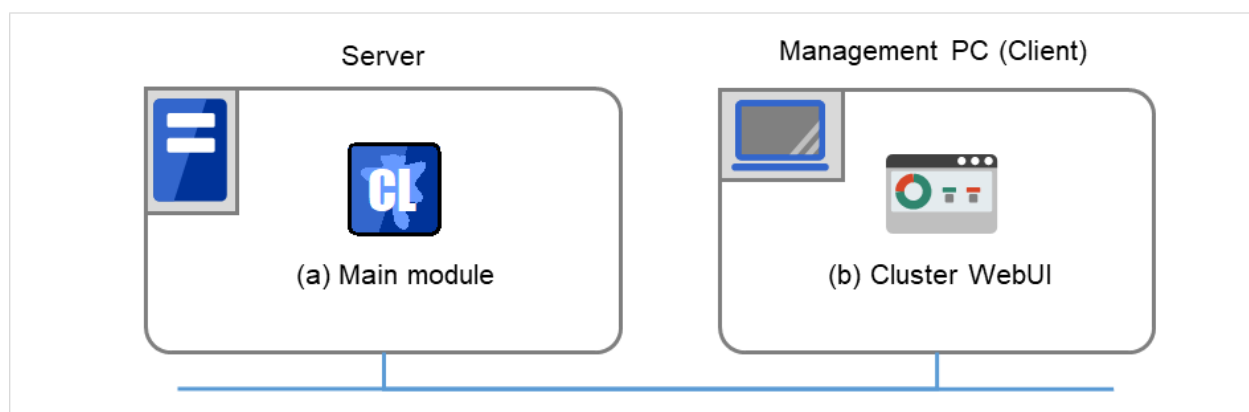 Server
Management PC (Client)
CL
(a) Main module
(b) Cluster WebUI